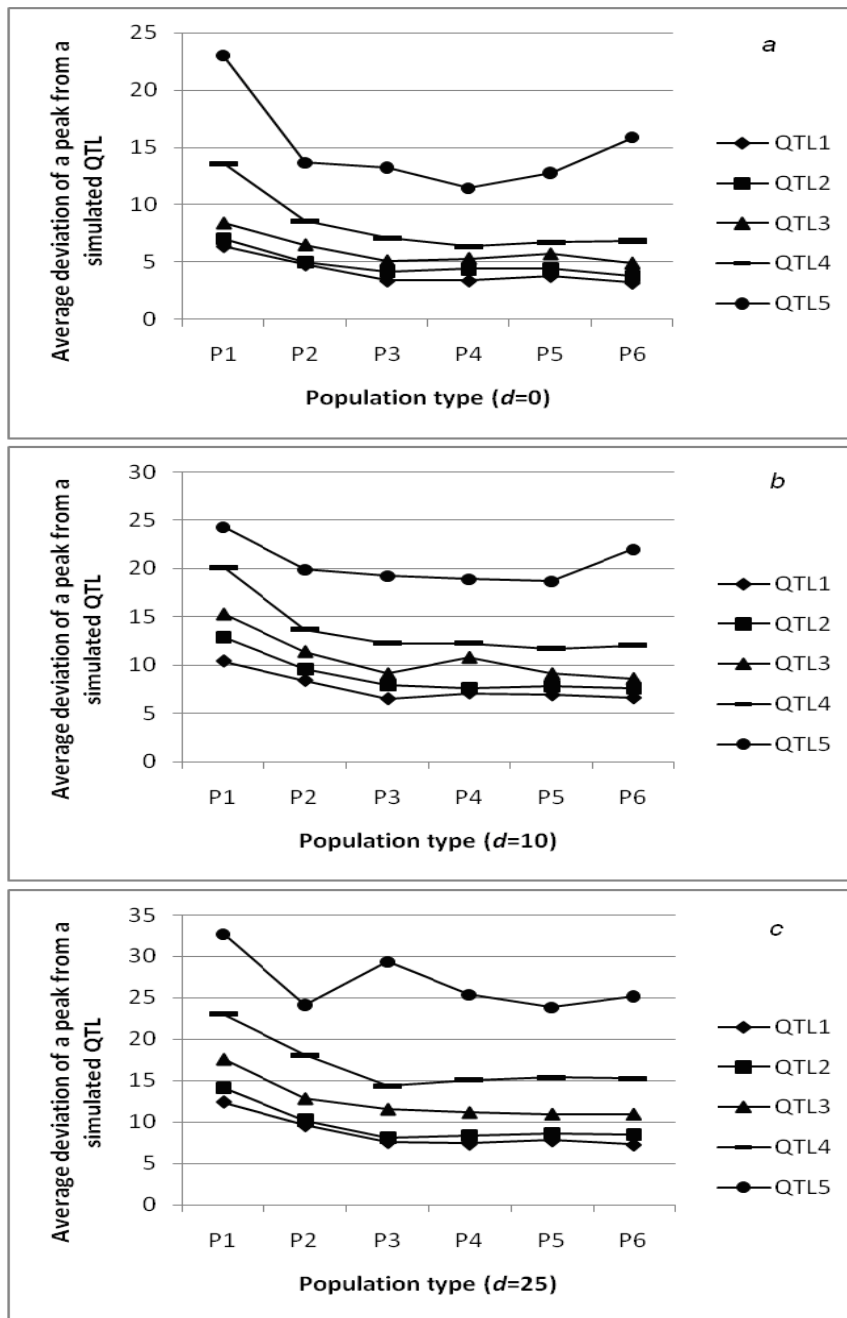 a
Average deviation of a peak from a
simulated QTL
25
20
15
10
5
0
P1 P2 P3 P4 P5 P6
Population type (d=0)
QTL1
QTL2
QTL3
QTL4
QTL5
b
Average deviation of a peak from a
simulated QTL
30
25
20
15
10
5
0
P1 P2 P3 P4 P5 P6
Population type (d=10)
QTL1
QTL2
QTL3
QTL4
QTL5
c
Average deviation of a peak from a
simulated QTL
35
30
25
20
15
10
5
0
P1 P2 P3 P4 P5 P6
Population type (d=25)
QTL1
QTL2
QTL3
QTL4
QTL5